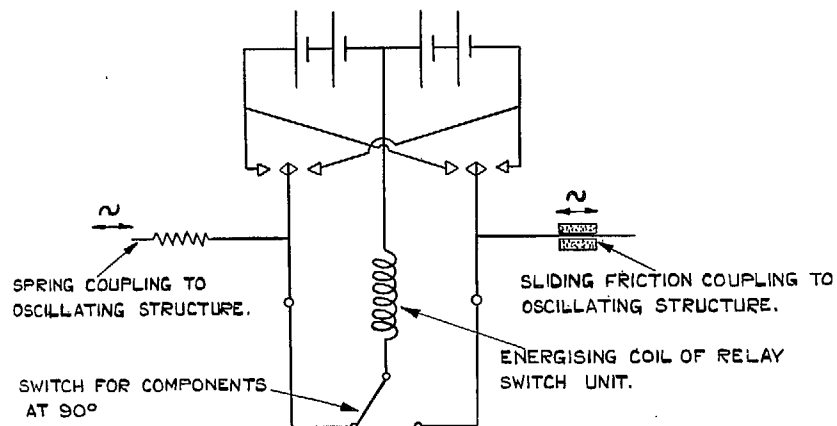 ~
~
SPRING COUPLING TO
OSCILLATING STRUCTURE.
SLIDING FRICTION COUPLING TO
OSCILLATING STRUCTURE.
ENERGISING COIL OF RELAY
SWITCH UNIT.
SWITCH FOR COMPONENTS
AT 90°